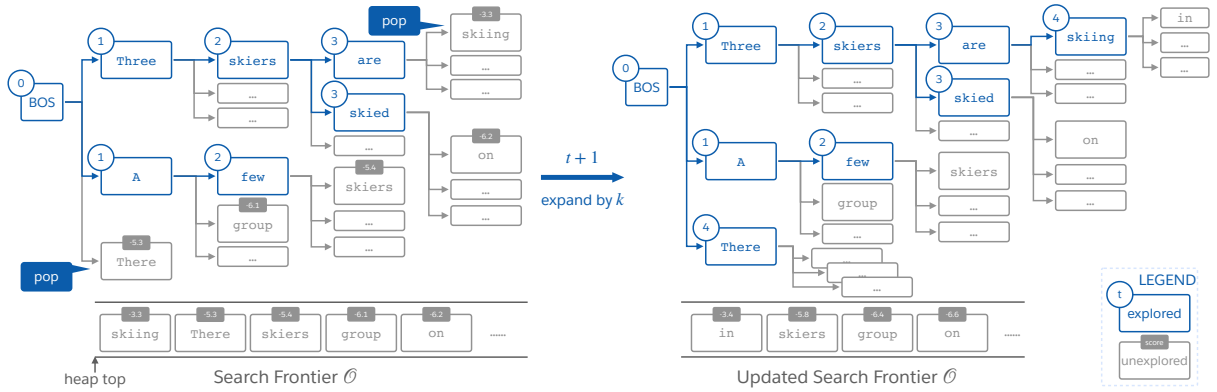 pop
-3.3
skiing
1
Three
2
skiers
3
are
...
...
0
BOS
...
...
3
skied
...
-6.2
on
...
...
1
A
2
few
-5.4
skiers
...
...
-6.1
group
...
-5.3
There
pop
t + 1
expand by k
1
Three
2
skiers
3
are
4
skiing
in
...
...
0
BOS
...
...
3
skied
...
...
...
on
...
...
1
A
2
few
skiers
...
...
group
...
4
There
...
...
...
-3.3
skiing
-5.3
There
-5.4
skiers
-6.1
group
-6.2
on
......
heap top
Search Frontier 𝒪
-3.4
in
-5.8
skiers
-6.4
group
-6.6
on
......
Updated Search Frontier 𝒪
LEGEND
t
explored
score
unexplored